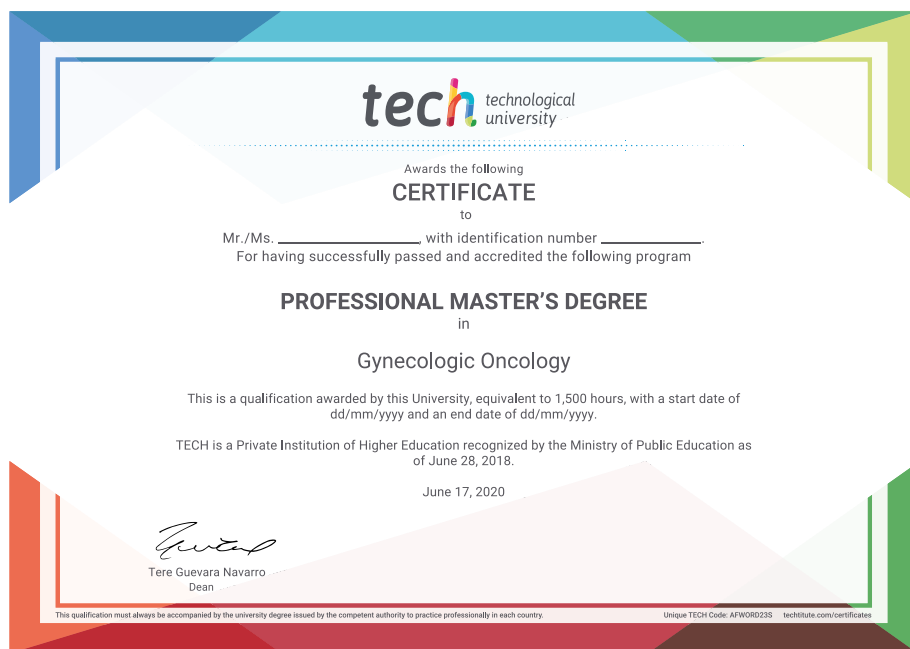 tech technological
university
Awards the following
CERTIFICATE
to
Mr./Ms. ____________________, with identification number ______________.
For having successfully passed and accredited the following program
PROFESSIONAL MASTER'S DEGREE
in
Gynecologic Oncology
This is a qualification awarded by this University, equivalent to 1,500 hours, with a start date of
dd/mm/yyyy and an end date of dd/mm/yyyy.
TECH is a Private Institution of Higher Education recognized by the Ministry of Public Education as
of June 28, 2018.
June 17, 2020
Tere Guevara Navarro
Dean
This qualification must always be accompanied by the university degree issued by the competent authority to practice professionally in each country. Unique TECH Code: AFWORD23S techtitute.com/certificates